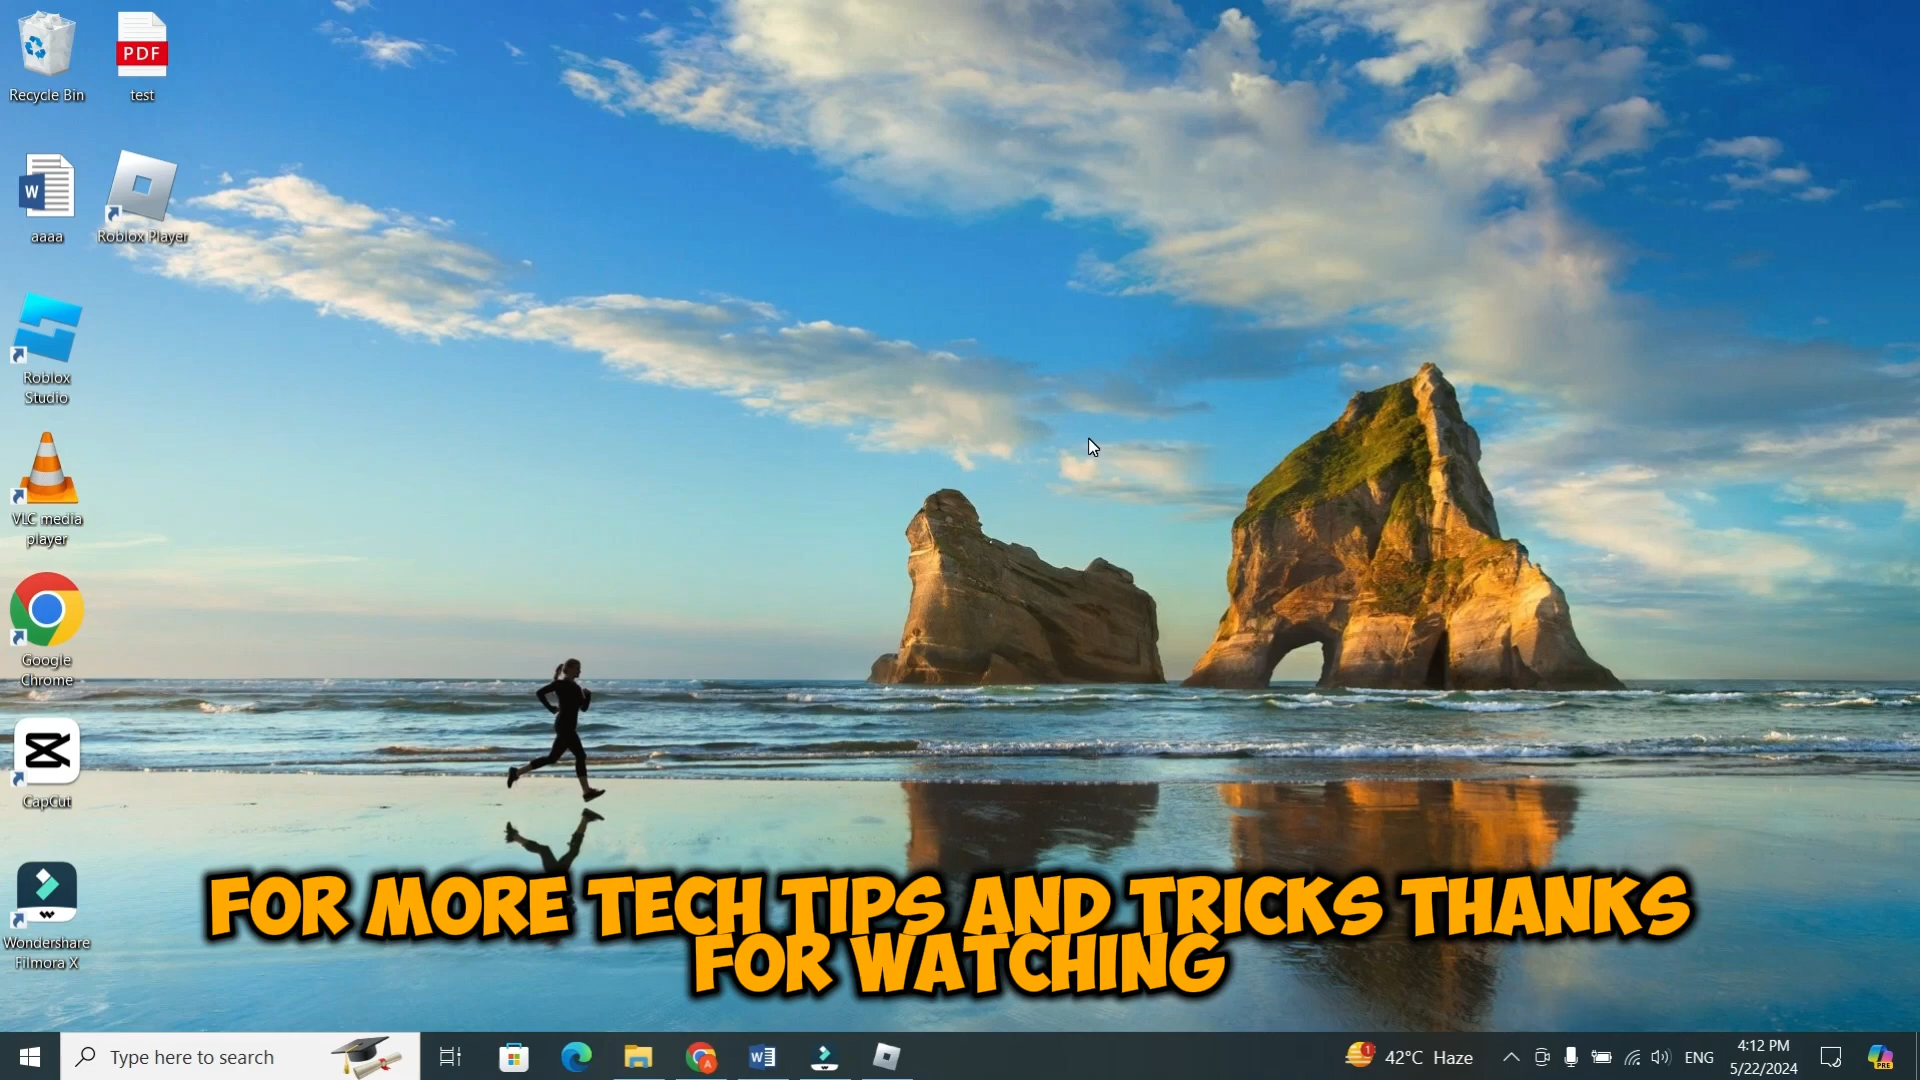 Recycle Bin
PDF
test
W
aaaa
Roblox Player
Roblox
Studio
VLC media
player
Google
Chrome
CapCut
Wondershare
Filmora X
FOR MORE TECH TIPS AND TRICKS THANKS
FOR WATCHING
Type here to search
A
W
1
42°C Haze
ENG
4:12 PM
5/22/2024
PRE